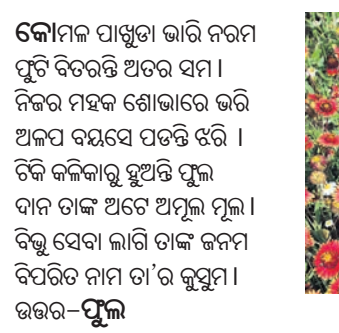 କୋମଳ ପାଖୁଡା ଭାରି ନରମ
ଫୁଟି ବିତରନ୍ତି ଅତର ସମ ।
ନିଜର ମହକ ଶୋଭାରେ ଭରି
ଅଳପ ବୟସେ ପଡନ୍ତି ଝରି ।
ଟିକି କଳିକାରୁ ହୁଅନ୍ତି ଫୁଲ
ଦାନ ତାଙ୍କ ଅଟେ ଅମୂଲ ମୂଲ ।
ବିଭୁ ସେବା ଲାଗି ତାଙ୍କ ଜନମ
ବିପରିତ ନାମ ତା'ର କୁସୁମ ।
ଉତ୍ତର–ଫୁଲ